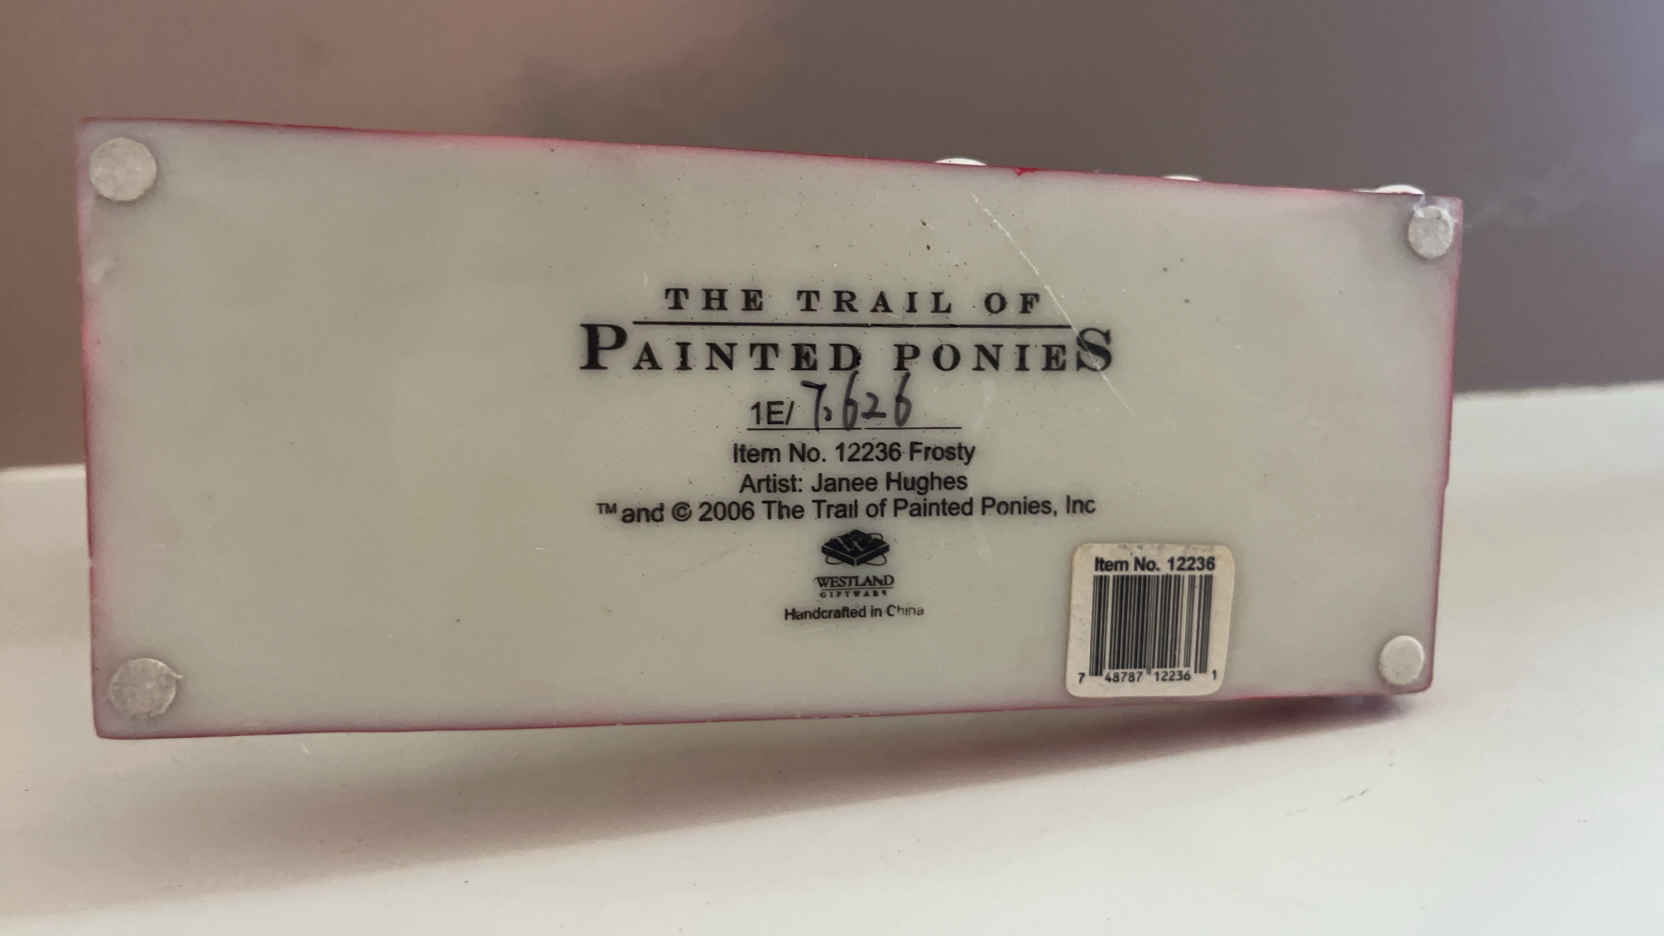 THE TRAIL OF
PAINTED PONIES
1E/ 7,626
Item No. 12236 Frosty
Artist: Janee Hughes
™ and © 2006 The Trail of Painted Ponies, Inc
WESTLAND
GIFTWARE
Handcrafted in China
Item No. 12236
7 48787 12236 1